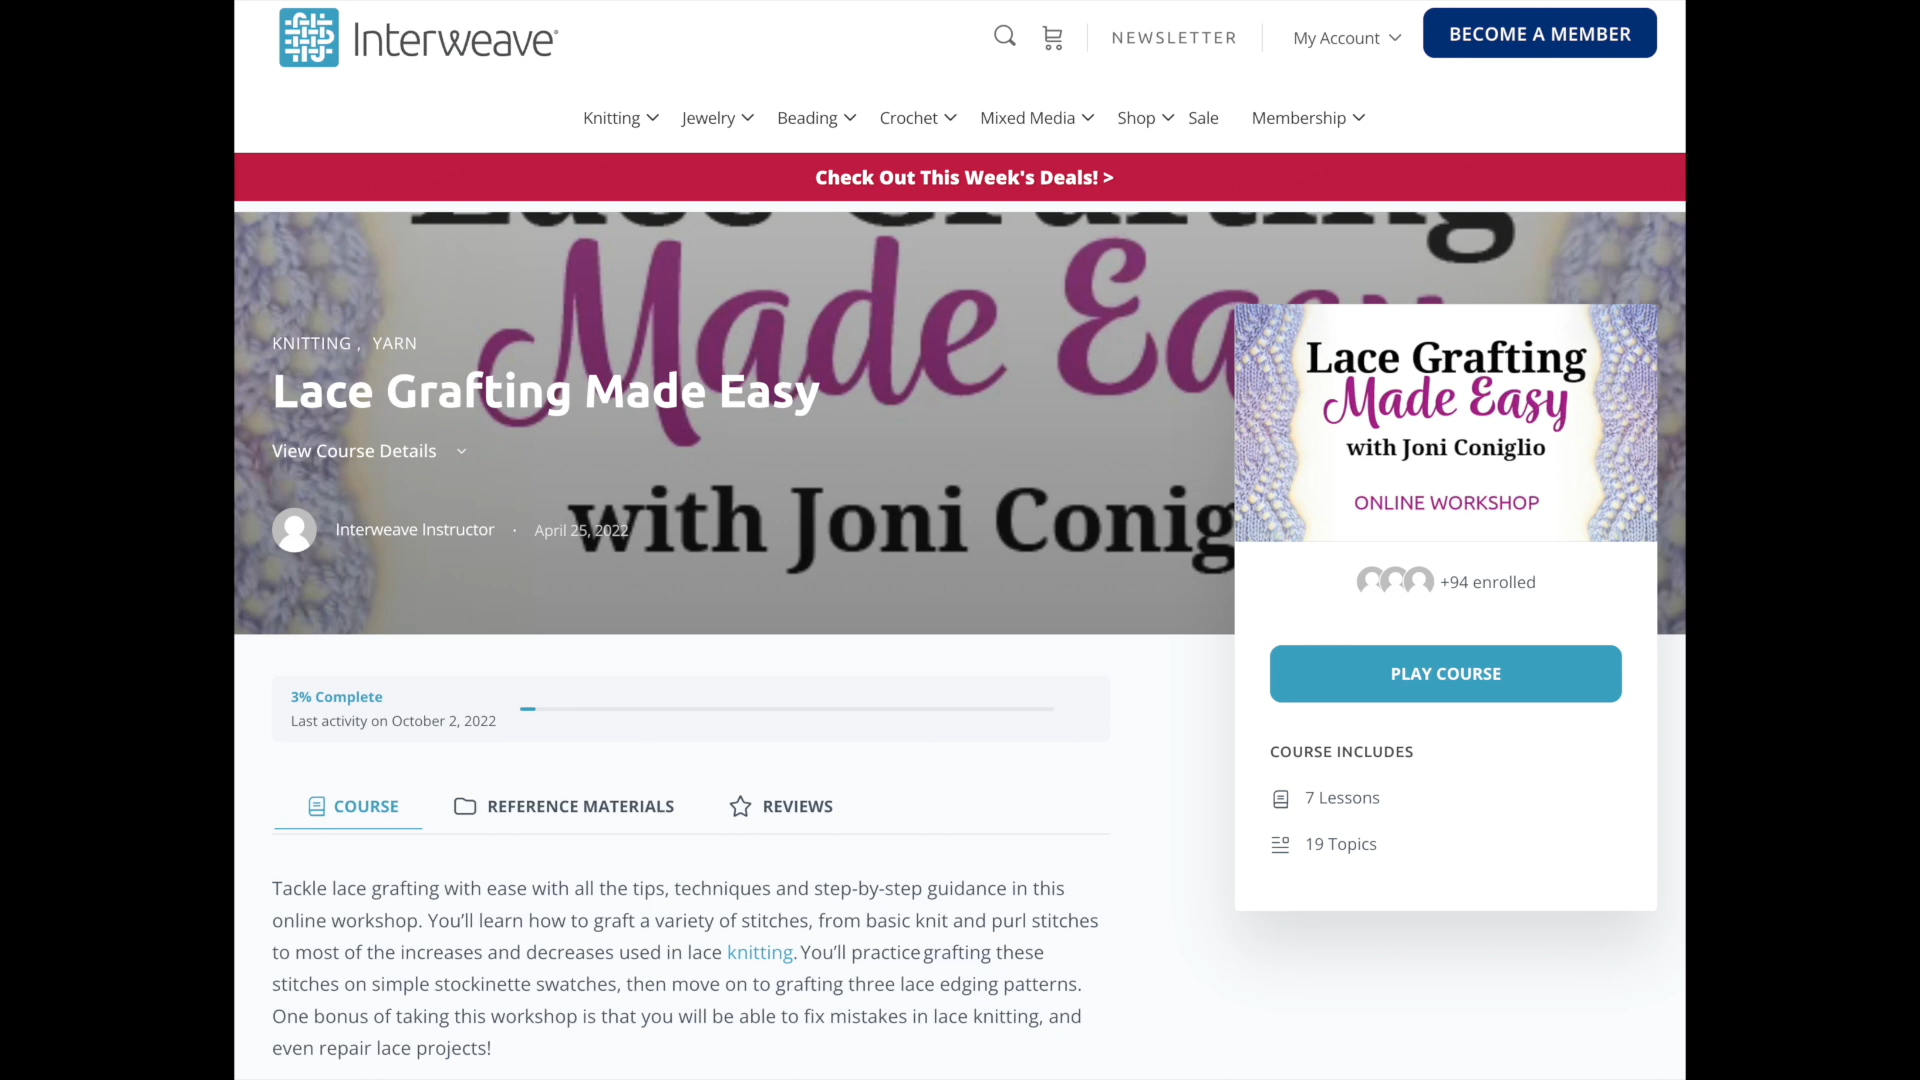 Interweave®
NEWSLETTER
My Account
BECOME A MEMBER
Knitting
Jewelry
Beading
Crochet
Mixed Media
Shop
Sale
Membership
Check Out This Week's Deals! >
Lace Grafting
Made Ea
with Joni Conig
KNITTING , YARN
Lace Grafting Made Easy
View Course Details
Interweave Instructor · April 25, 2022
Lace Grafting
Made Easy
with Joni Coniglio
ONLINE WORKSHOP
+94 enrolled
PLAY COURSE
COURSE INCLUDES
7 Lessons
19 Topics
3% Complete
Last activity on October 2, 2022
COURSE
REFERENCE MATERIALS
REVIEWS
Tackle lace grafting with ease with all the tips, techniques and step-by-step guidance in this
online workshop. You’ll learn how to graft a variety of stitches, from basic knit and purl stitches
to most of the increases and decreases used in lace knitting. You’ll practice grafting these
stitches on simple stockinette swatches, then move on to grafting three lace edging patterns.
One bonus of taking this workshop is that you will be able to fix mistakes in lace knitting, and
even repair lace projects!